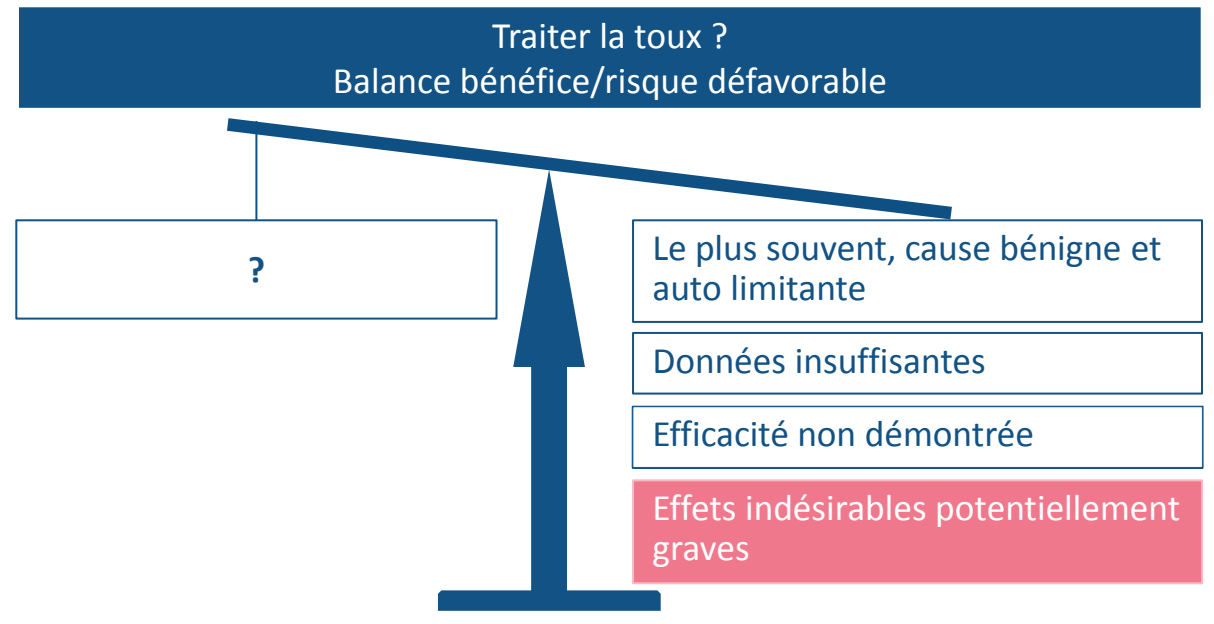 Traiter la toux ?
Balance bénéfice/risque défavorable
?
Le plus souvent, cause bénigne et
auto limitante
Données insuffisantes
Efficacité non démontrée
Effets indésirables potentiellement
graves